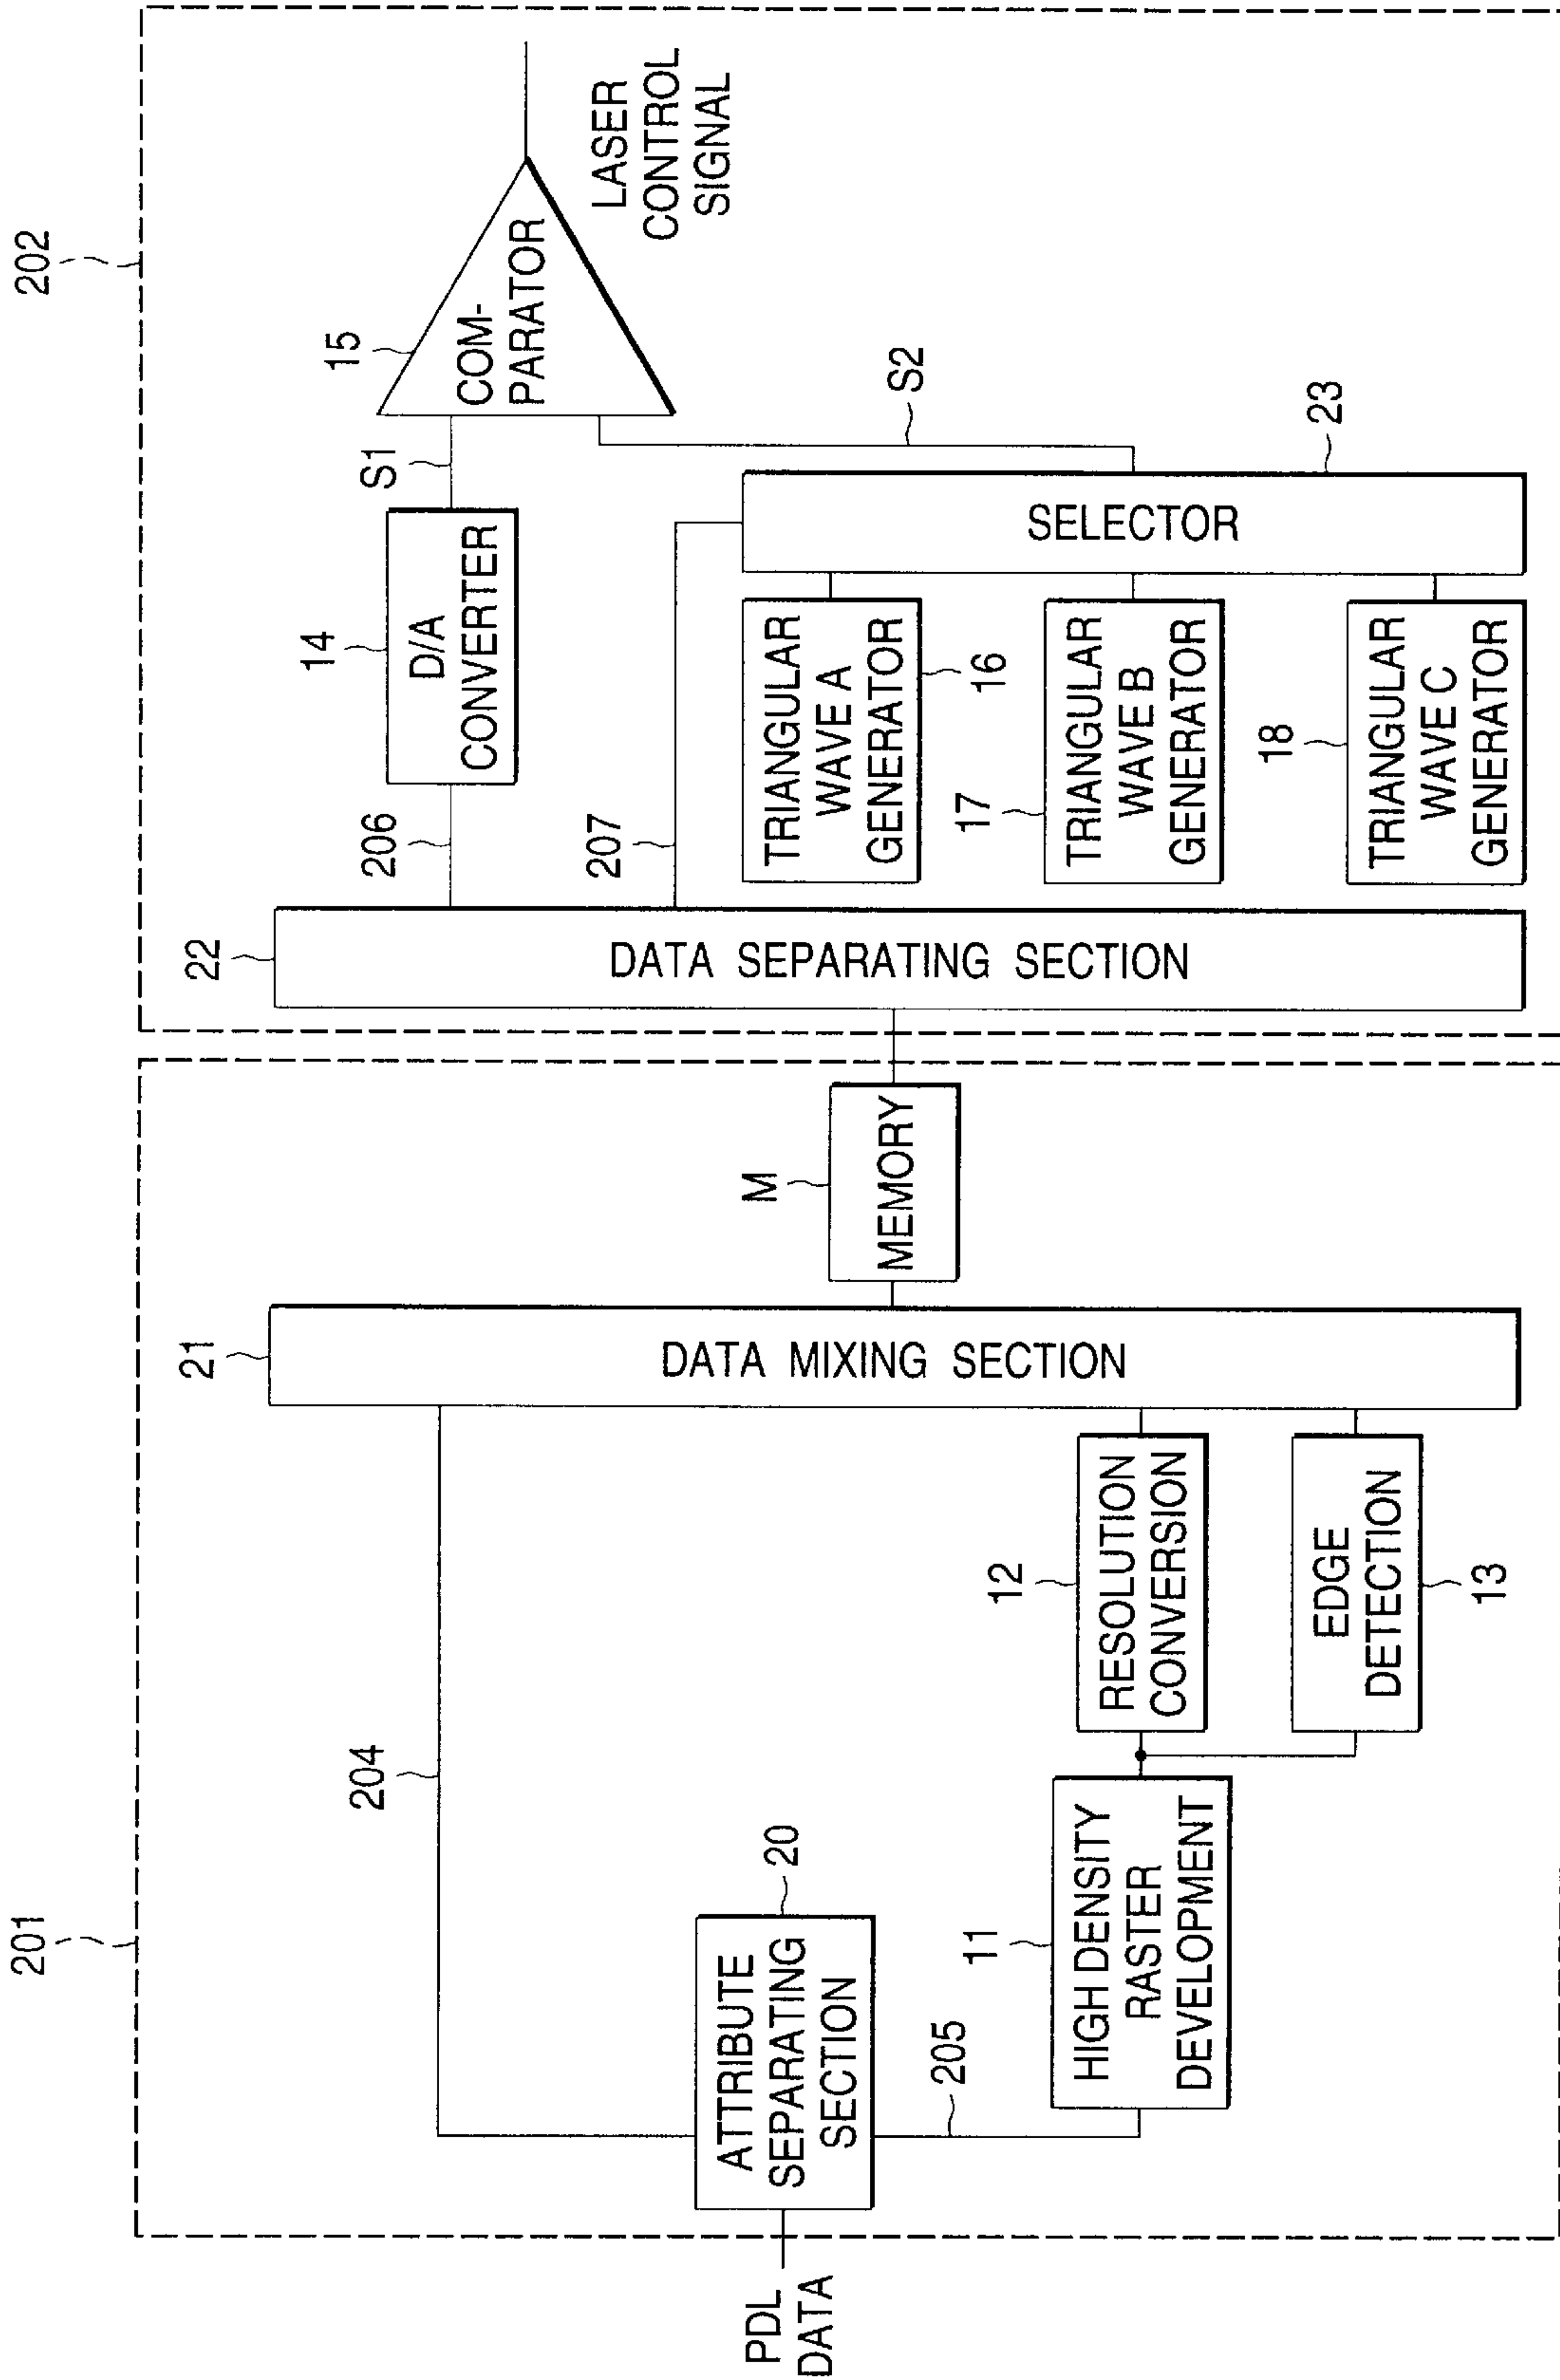 201
202
PDL
DATA
ATTRIBUTE
SEPARATING
SECTION
20
204
205
11
HIGH DENSITY
RASTER
DEVELOPMENT
12
RESOLUTION
CONVERSION
EDGE
DETECTION
13
21
DATA MIXING SECTION
M
MEMORY
22
DATA SEPARATING SECTION
206
207
14
D/A
CONVERTER
S1
15
COM-
PARATOR
LASER
CONTROL
SIGNAL
TRIANGULAR
WAVE A
GENERATOR
16
17
TRIANGULAR
WAVE B
GENERATOR
18
TRIANGULAR
WAVE C
GENERATOR
SELECTOR
23
S2